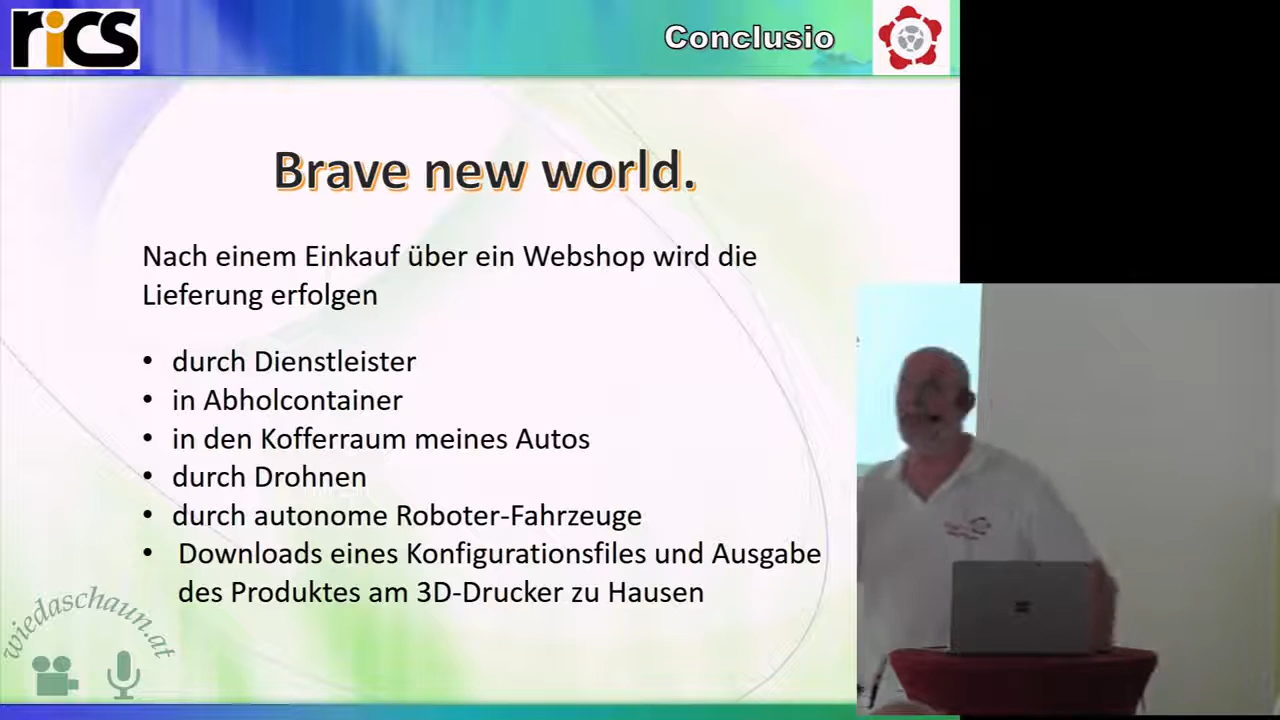 rics
Conclusio
Brave new world.
Nach einem Einkauf über ein Webshop wird die
Lieferung erfolgen
• durch Dienstleister
• in Abholcontainer
• in den Kofferraum meines Autos
• durch Drohnen
• durch autonome Roboter-Fahrzeuge
• Downloads eines Konfigurationsfiles und Ausgabe
des Produktes am 3D-Drucker zu Hausen
wiedaschaun.at